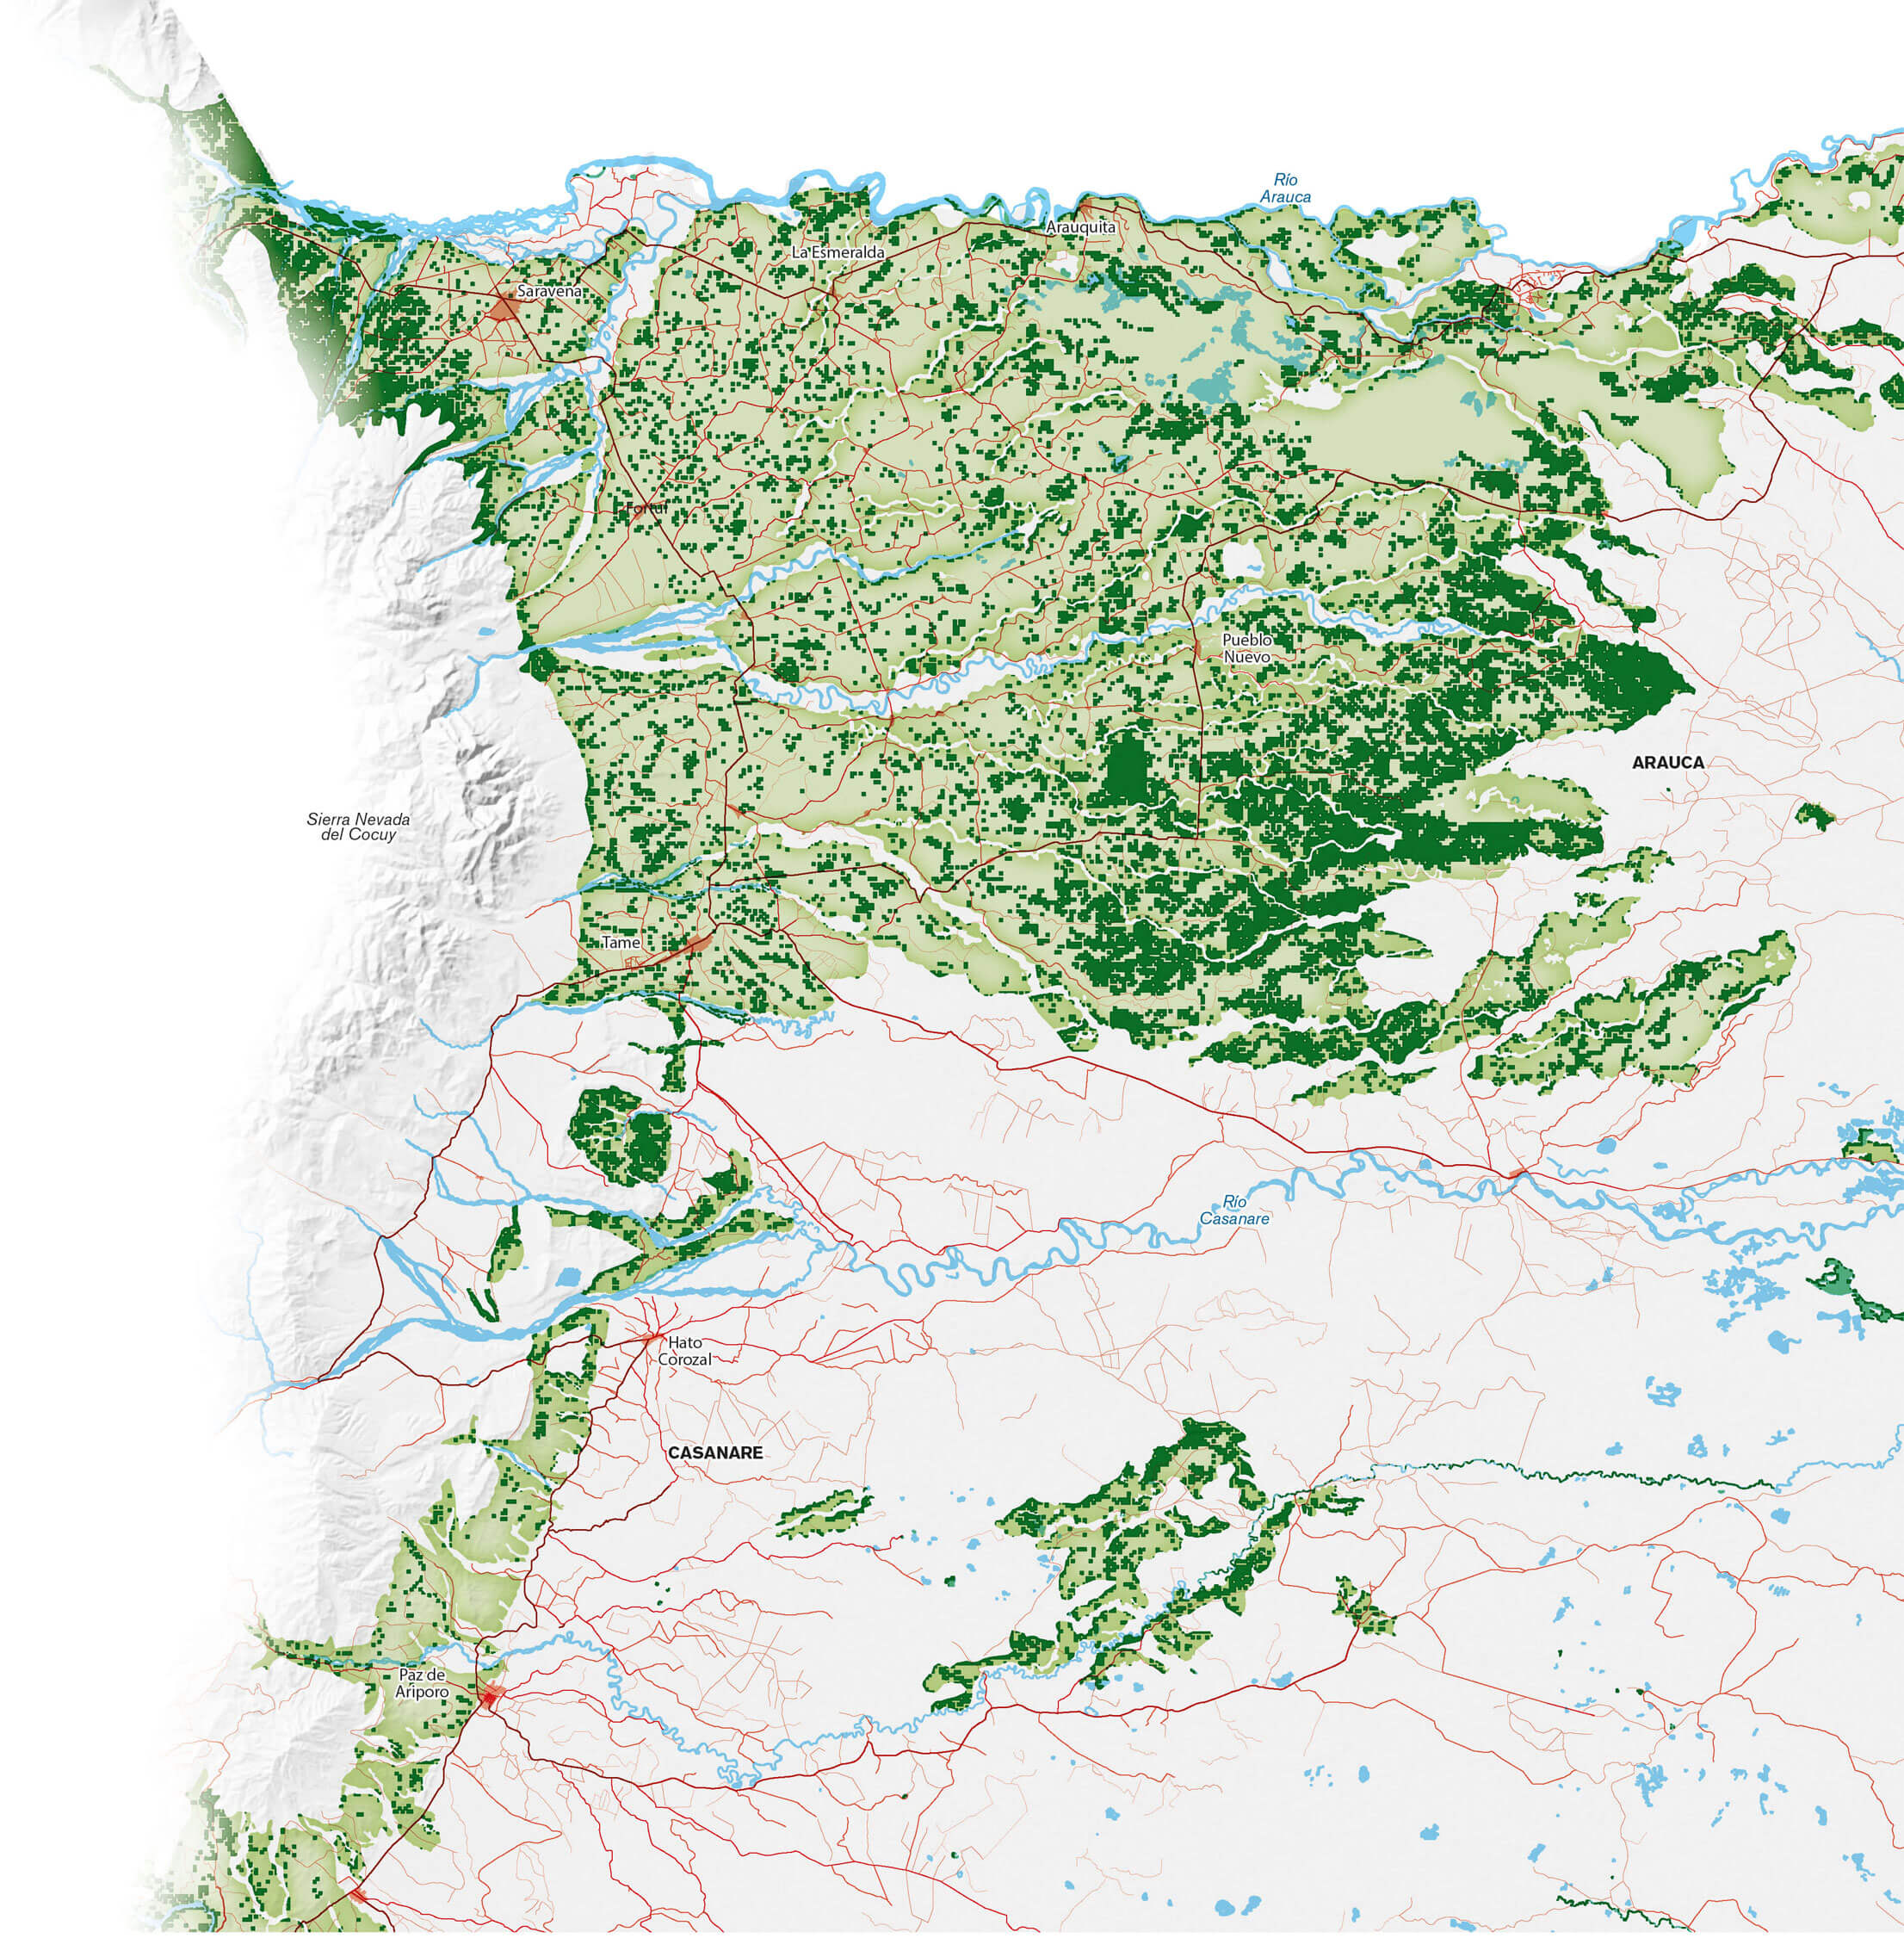 Río
Arauca
Arauquita
La Esmeralda
Saravena
Fortul
Pueblo
Nuevo
ARAUCA
Sierra Nevada
del Cocuy
Tame
Río
Casanare
Hato
Corozal
CASANARE
Paz de
Ariporo